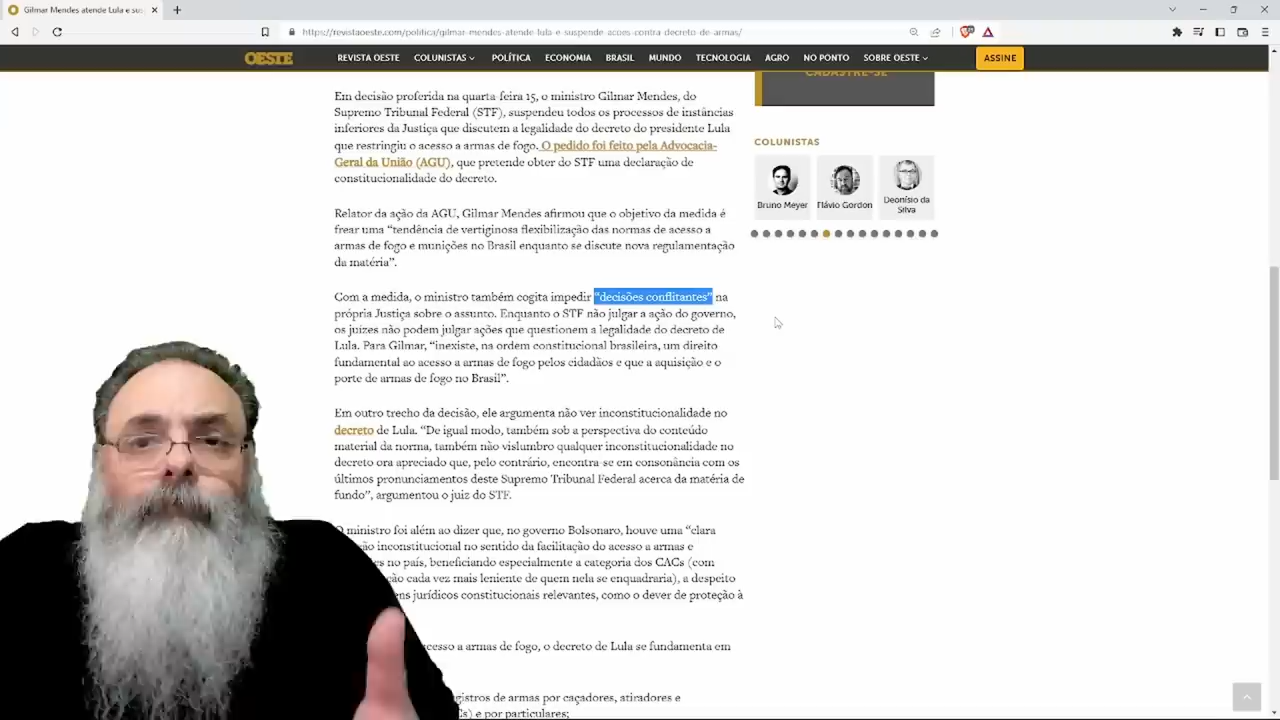 Gilmar Mendes atende Lula e sus
https://revistaoeste.com/politica/gilmar-mendes-atende-lula-e-suspende-acoes-contra-decreto-de-armas/
OESTE
REVISTA OESTE
COLUNISTAS
POLÍTICA
ECONOMIA
BRASIL
MUNDO
TECNOLOGIA
AGRO
NO PONTO
SOBRE OESTE
ASSINE
CADASTRE-SE
Em decisão proferida na quarta-feira 15, o ministro Gilmar Mendes, do
Supremo Tribunal Federal (STF), suspendeu todos os processos de instâncias
inferiores da Justiça que discutem a legalidade do decreto do presidente Lula
que restringiu o acesso a armas de fogo. O pedido foi feito pela Advocacia-
Geral da União (AGU), que pretende obter do STF uma declaração de
constitucionalidade do decreto.
Relator da ação da AGU, Gilmar Mendes afirmou que o objetivo da medida é
frear uma “tendência de vertiginosa flexibilização das normas de acesso a
armas de fogo e munições no Brasil enquanto se discute nova regulamentação
da matéria”.
Com a medida, o ministro também cogita impedir “decisões conflitantes” na
própria Justiça sobre o assunto. Enquanto o STF não julgar a ação do governo,
os juízes não podem julgar ações que questionem a legalidade do decreto de
Lula. Para Gilmar, “inexiste, na ordem constitucional brasileira, um direito
fundamental ao acesso a armas de fogo pelos cidadãos e que a aquisição e o
porte de armas de fogo no Brasil”.
Em outro trecho da decisão, ele argumenta não ver inconstitucionalidade no
decreto de Lula. “De igual modo, também sob a perspectiva do conteúdo
material da norma, também não vislumbro qualquer inconstitucionalidade no
decreto ora apreciado que, pelo contrário, encontra-se em consonância com os
últimos pronunciamentos deste Supremo Tribunal Federal acerca da matéria de
fundo”, argumentou o juiz do STF.
O ministro foi além ao dizer que, no governo Bolsonaro, houve uma “clara
inconstitucional no sentido da facilitação do acesso a armas e
no país, beneficiando especialmente a categoria dos CACs (com
cada vez mais leniente de quem nela se enquadraria), a despeito
jurídicos constitucionais relevantes, como o dever de proteção à
acesso a armas de fogo, o decreto de Lula se fundamenta em
de armas por caçadores, atiradores e
e por particulares;
COLUNISTAS
Bruno Meyer
Flávio Gordon
Deonísio da
Silva